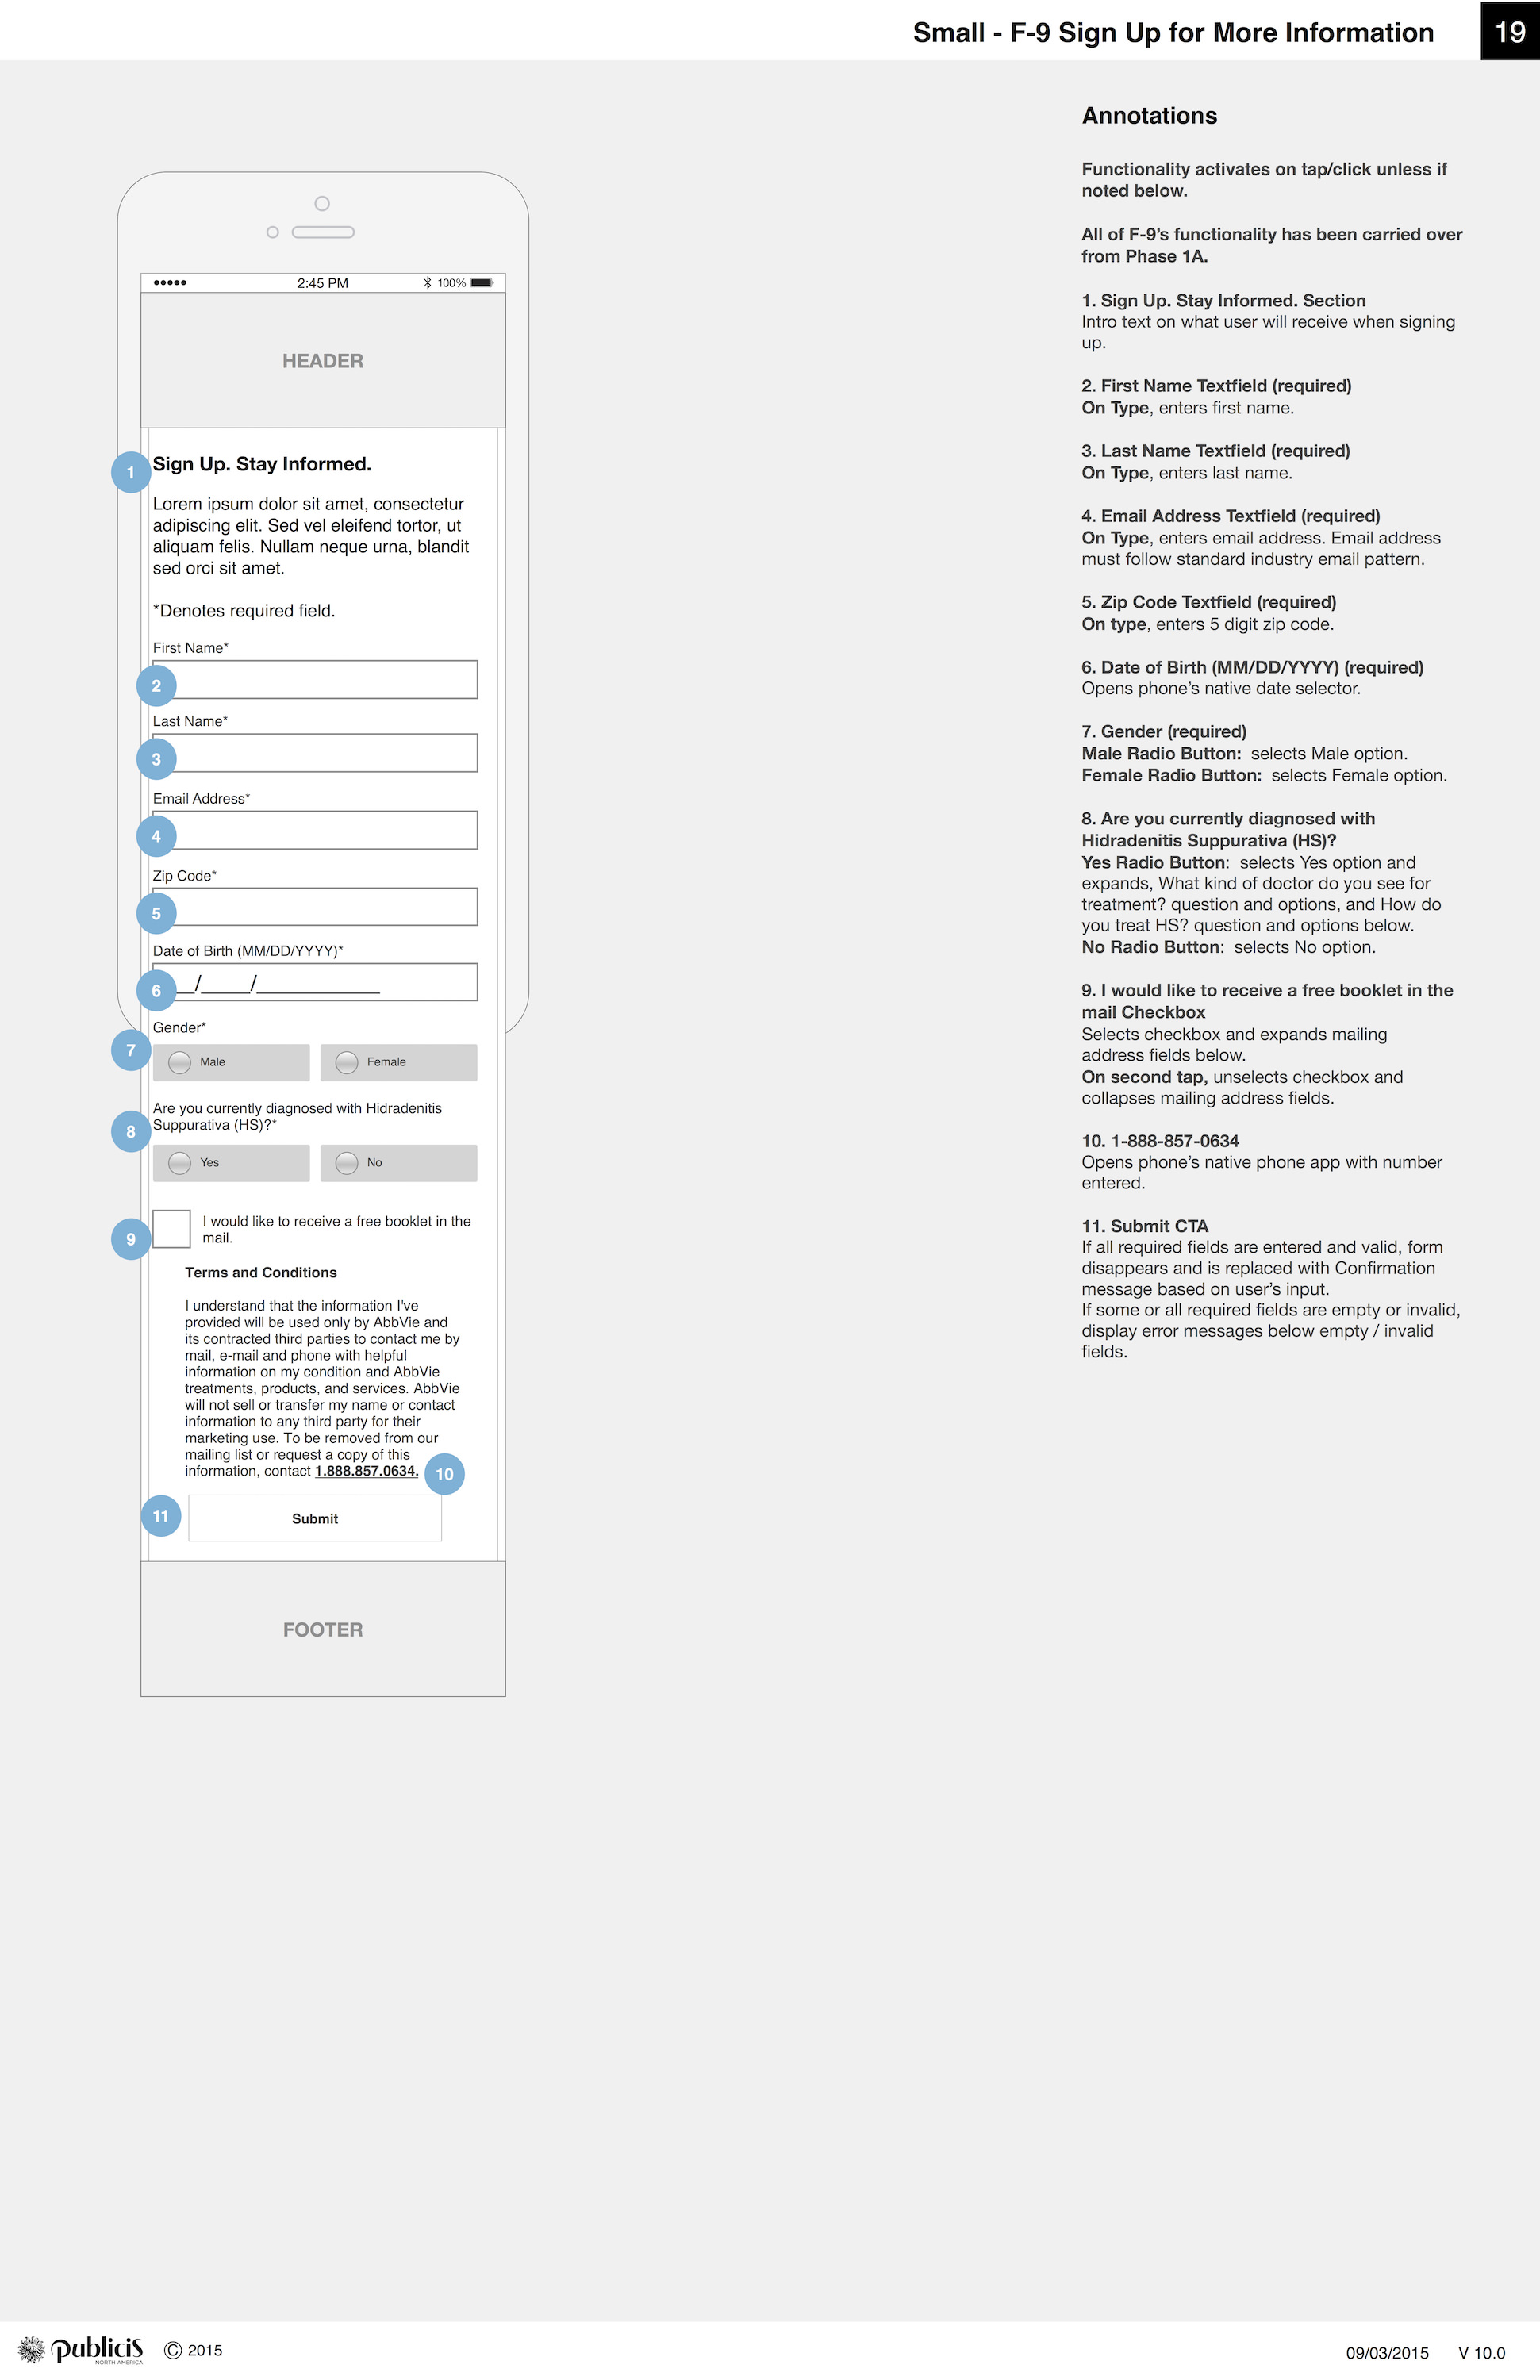 Small - F-9 Sign Up for More Information
19
2:45 PM
100%
HEADER
1
Sign Up. Stay Informed.
Lorem ipsum dolor sit amet, consectetur
adipiscing elit. Sed vel eleifend tortor, ut
aliquam felis. Nullam neque urna, blandit
sed orci sit amet.
*Denotes required field.
First Name*
2
Last Name*
3
Email Address*
4
Zip Code*
5
Date of Birth (MM/DD/YYYY)*
6 __/____/__________
Gender*
7
Male
Female
Are you currently diagnosed with Hidradenitis
Suppurativa (HS)?*
8
Yes
No
9
I would like to receive a free booklet in the
mail.
Terms and Conditions
I understand that the information I've
provided will be used only by AbbVie and
its contracted third parties to contact me by
mail, e-mail and phone with helpful
information on my condition and AbbVie
treatments, products, and services. AbbVie
will not sell or transfer my name or contact
information to any third party for their
marketing use. To be removed from our
mailing list or request a copy of this
information, contact 1.888.857.0634.
10
11
Submit
FOOTER
Annotations
Functionality activates on tap/click unless if
noted below.
All of F-9’s functionality has been carried over
from Phase 1A.
1. Sign Up. Stay Informed. Section
Intro text on what user will receive when signing
up.
2. First Name Textfield (required)
On Type, enters first name.
3. Last Name Textfield (required)
On Type, enters last name.
4. Email Address Textfield (required)
On Type, enters email address. Email address
must follow standard industry email pattern.
5. Zip Code Textfield (required)
On type, enters 5 digit zip code.
6. Date of Birth (MM/DD/YYYY) (required)
Opens phone’s native date selector.
7. Gender (required)
Male Radio Button: selects Male option.
Female Radio Button: selects Female option.
8. Are you currently diagnosed with
Hidradenitis Suppurativa (HS)?
Yes Radio Button: selects Yes option and
expands, What kind of doctor do you see for
treatment? question and options, and How do
you treat HS? question and options below.
No Radio Button: selects No option.
9. I would like to receive a free booklet in the
mail Checkbox
Selects checkbox and expands mailing
address fields below.
On second tap, unselects checkbox and
collapses mailing address fields.
10. 1-888-857-0634
Opens phone’s native phone app with number
entered.
11. Submit CTA
If all required fields are entered and valid, form
disappears and is replaced with Confirmation
message based on user’s input.
If some or all required fields are empty or invalid,
display error messages below empty / invalid
fields.
publicis
NORTH AMERICA
© 2015
09/03/2015 V 10.0